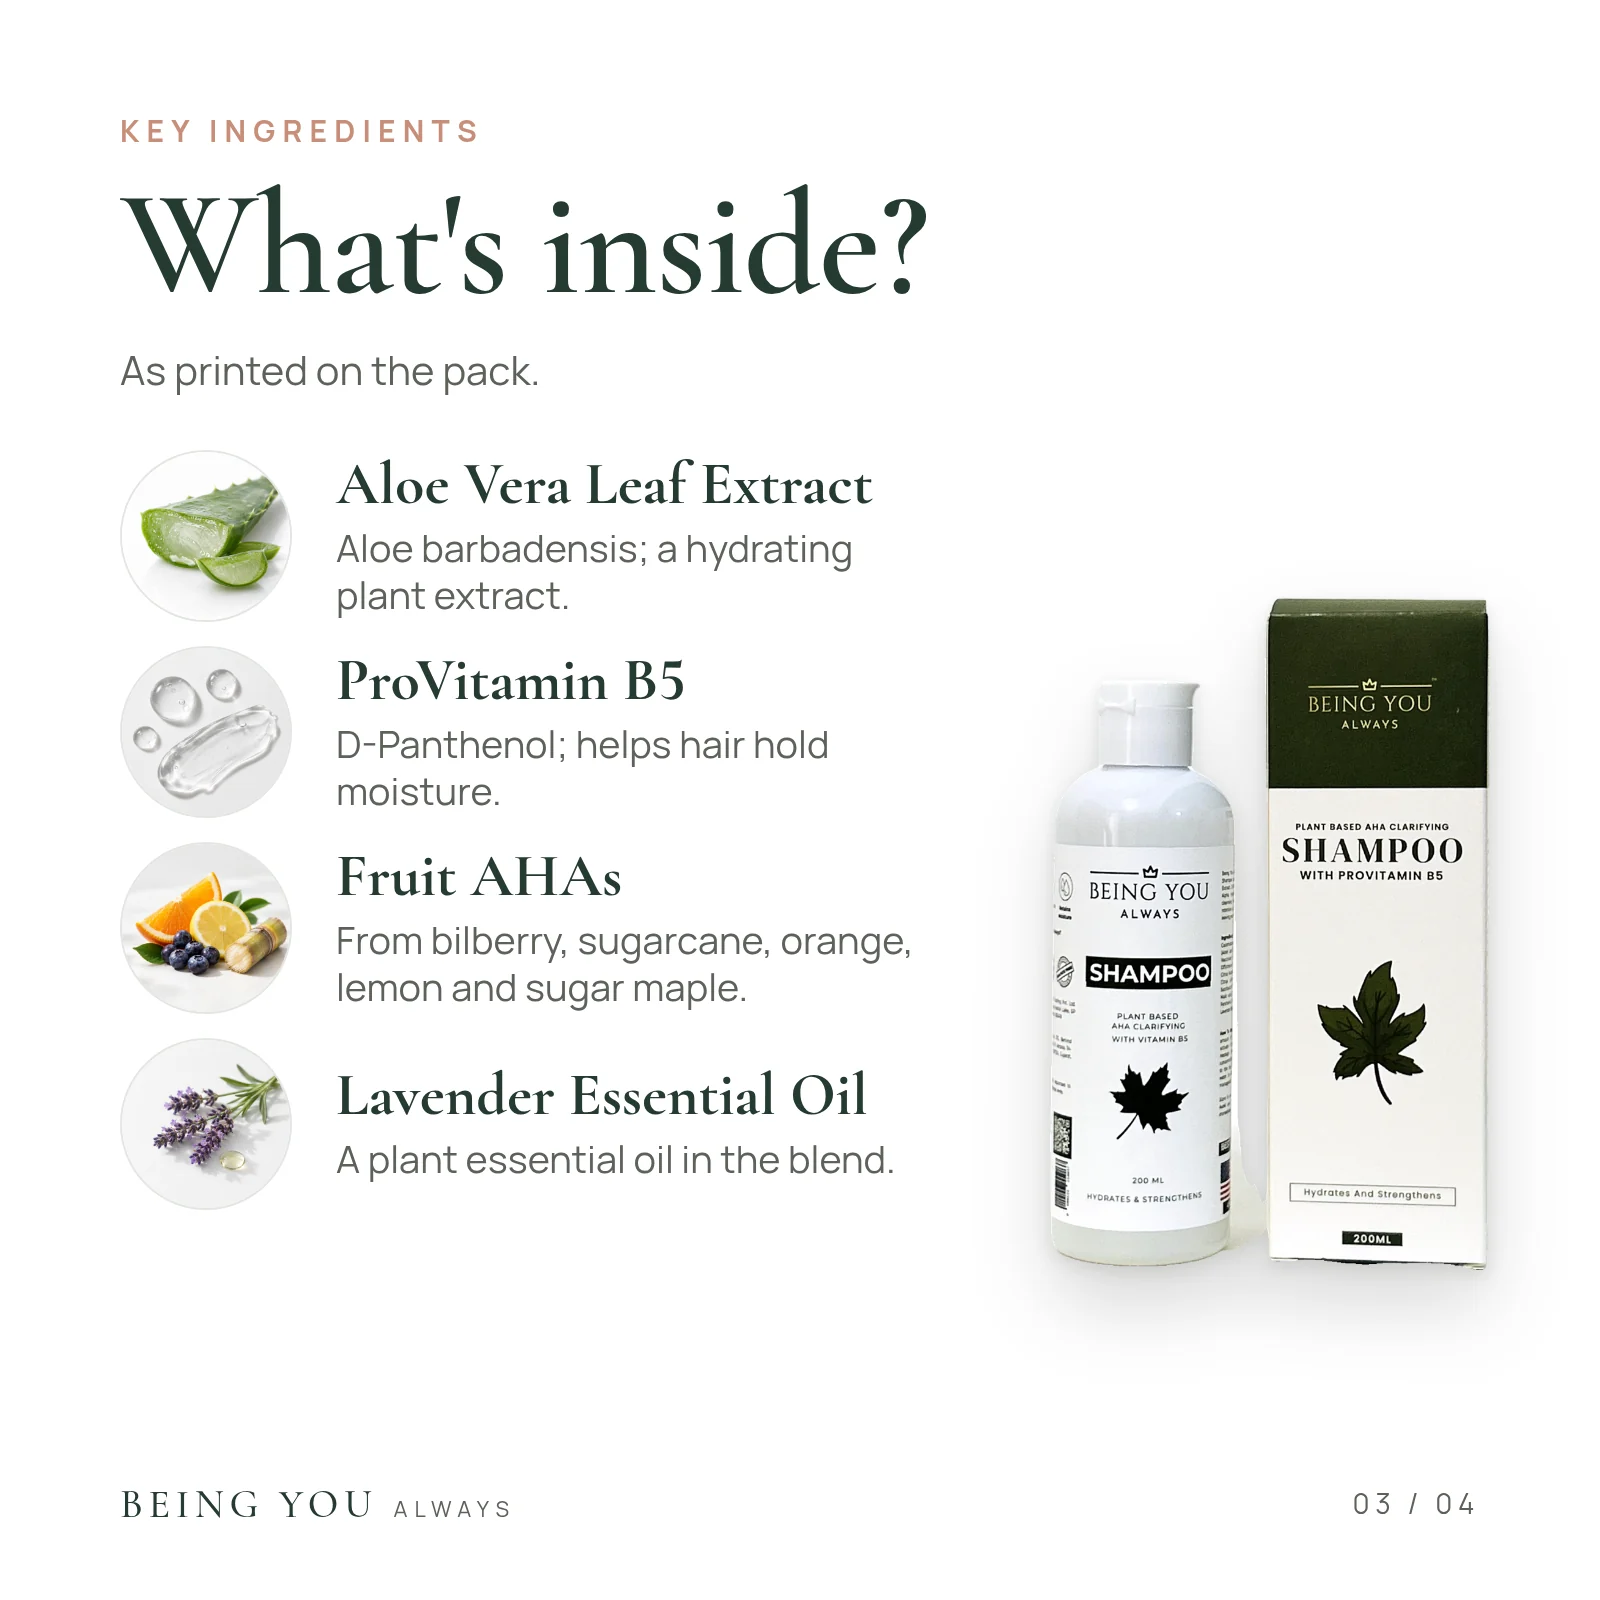 KEY INGREDIENTS
What's inside?
As printed on the pack.
Aloe Vera Leaf Extract
Aloe barbadensis; a hydrating
plant extract.
ProVitamin B5
D-Panthenol; helps hair hold
moisture.
Fruit AHAs
From bilberry, sugarcane, orange,
lemon and sugar maple.
Lavender Essential Oil
A plant essential oil in the blend.
BEING YOU
ALWAYS
SHAMPOO
PLANT BASED
AHA CLARIFYING
WITH VITAMIN B5
200 ML
HYDRATES & STRENGTHENS
BEING YOU
ALWAYS
PLANT BASED AHA CLARIFYING
SHAMPOO
WITH PROVITAMIN B5
Hydrates And Strengthens
200ML
BEING YOU ALWAYS
03 / 04